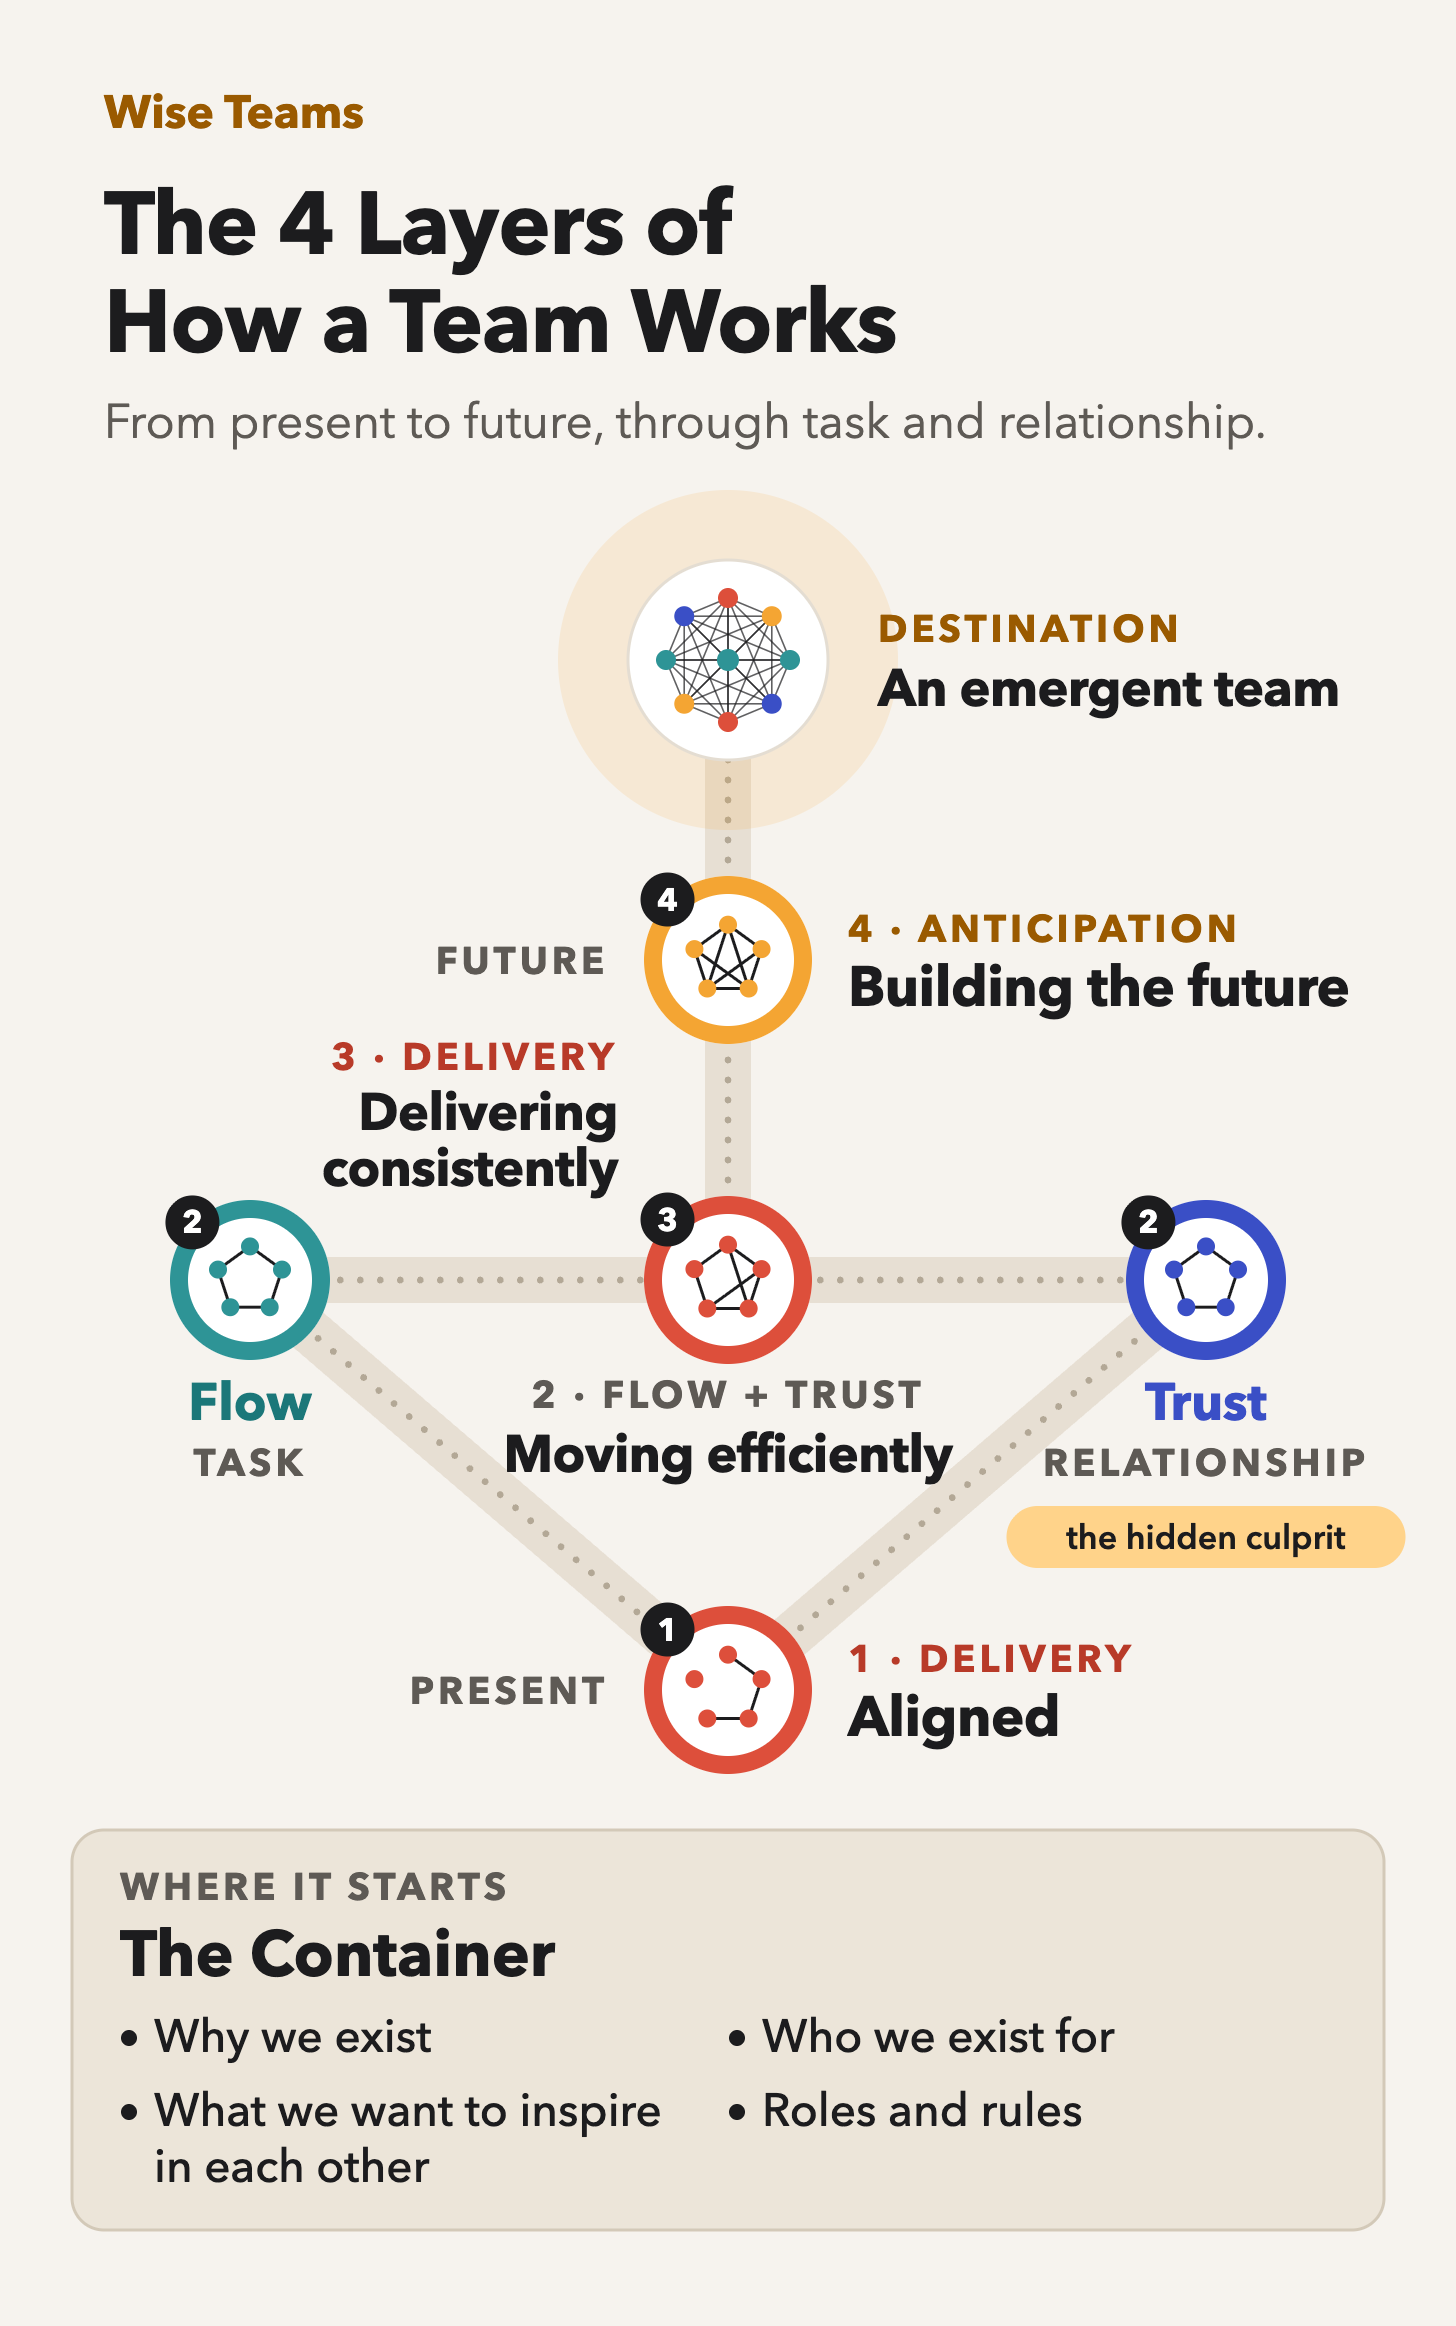 Wise Teams
The 4 Layers of
How a Team Works
From present to future, through task and relationship.
DESTINATION
An emergent team
4
FUTURE
4 · ANTICIPATION
Building the future
3 · DELIVERY
Delivering
consistently
2
3
2
Flow
TASK
2 · FLOW + TRUST
Moving efficiently
Trust
RELATIONSHIP
the hidden culprit
1
PRESENT
1 · DELIVERY
Aligned
WHERE IT STARTS
The Container
• Why we exist
• Who we exist for
• What we want to inspire
in each other
• Roles and rules